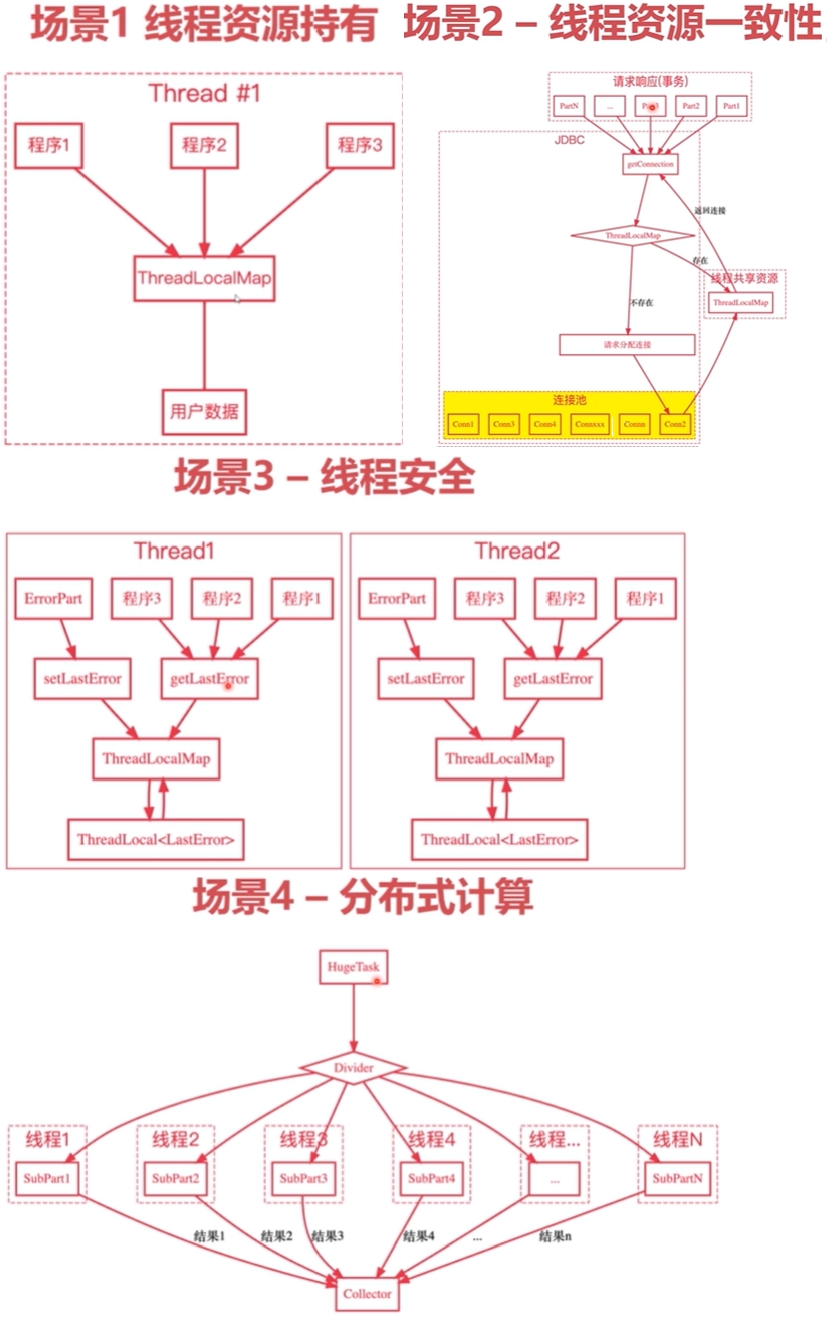 场景1 线程资源持有
Thread #1
程序1 程序2 程序3
ThreadLocalMap
用户数据
场景2 – 线程资源一致性
请求响应(事务)
PartN ... Part2 Part1
JDBC
getConnection
返回连接
ThreadLocalMap
存在
线程共享资源
ThreadLocalMap
不存在
请求分配连接
连接池
Conn1 Conn3 Conn4 Connxxx Connn Conn2
场景3 – 线程安全
Thread1
ErrorPart 程序3 程序2 程序1
setLastError getLastError
ThreadLocalMap
ThreadLocal<LastError>
Thread2
ErrorPart 程序3 程序2 程序1
setLastError getLastError
ThreadLocalMap
ThreadLocal<LastError>
场景4 – 分布式计算
HugeTask
Divider
线程1 线程2 线程3 线程4 线程... 线程N
SubPart1 SubPart2 SubPart3 SubPart4 ... SubPartN
结果1 结果2 结果3 结果4 ... 结果n
Collector